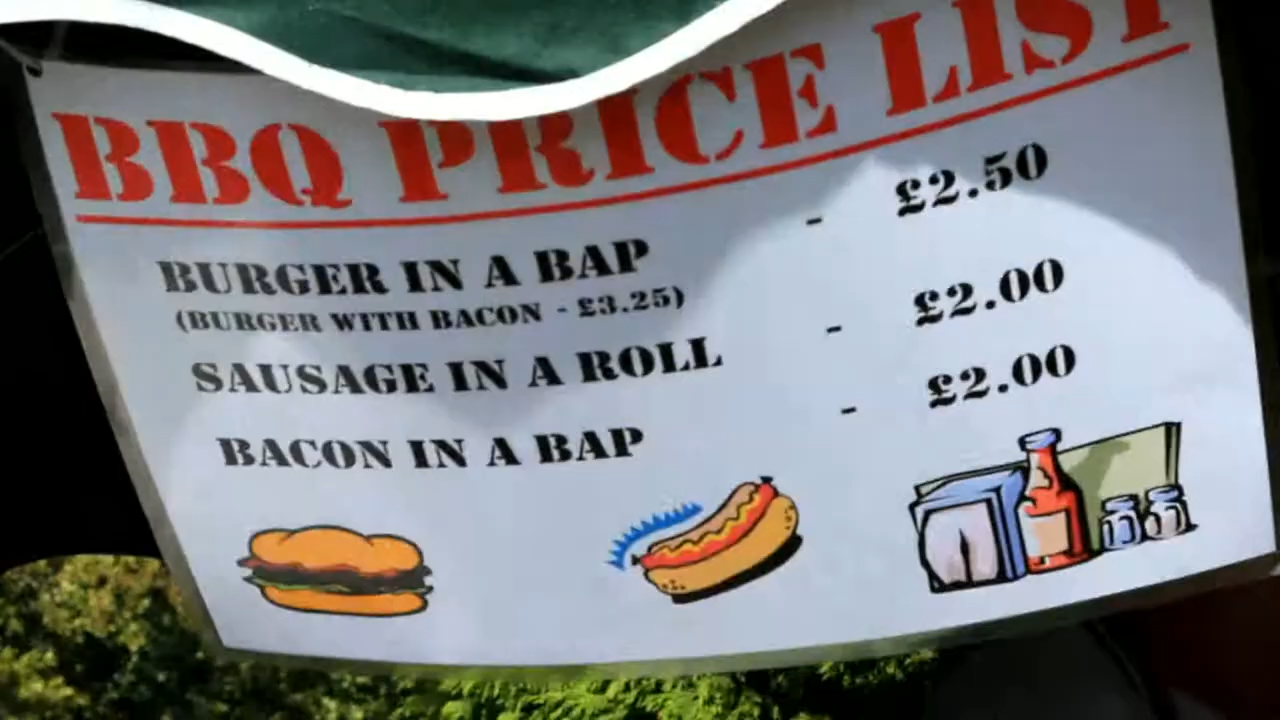 BBQ PRICE LIST
BURGER IN A BAP - £2.50
(BURGER WITH BACON - £3.25)
SAUSAGE IN A ROLL - £2.00
BACON IN A BAP - £2.00